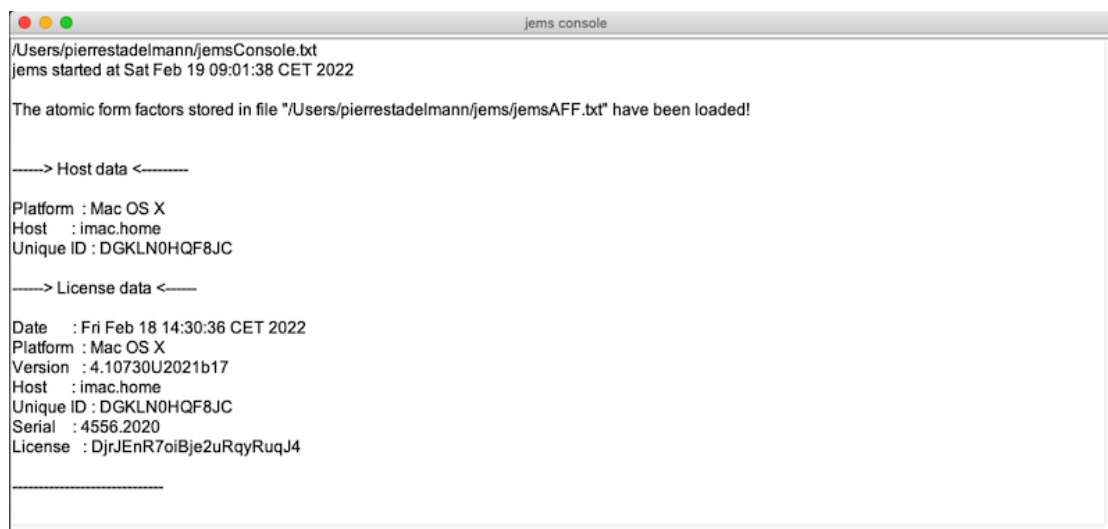 jems console
/Users/pierrestadelmann/jemsConsole.txt
jems started at Sat Feb 19 09:01:38 CET 2022
The atomic form factors stored in file "/Users/pierrestadelmann/jems/jemsAFF.txt" have been loaded!
------> Host data <---------
Platform : Mac OS X
Host : imac.home
Unique ID : DGKLN0HQF8JC
------> License data <------
Date : Fri Feb 18 14:30:36 CET 2022
Platform : Mac OS X
Version : 4.10730U2021b17
Host : imac.home
Unique ID : DGKLN0HQF8JC
Serial : 4556.2020
License : DjrJEnR7oiBje2uRqyRuqJ4
-----------------------------